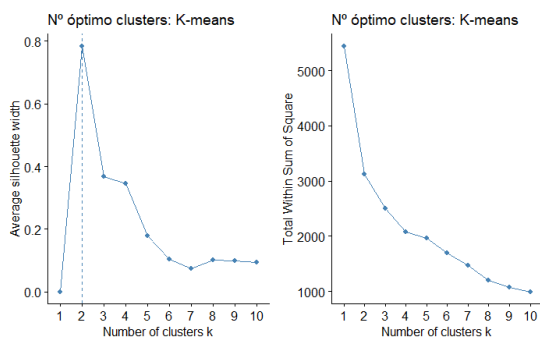 Nº óptimo clusters: K-means
Average silhouette width
0.8
0.6
0.4
0.2
0.0
1 2 3 4 5 6 7 8 9 10
Number of clusters k
Nº óptimo clusters: K-means
Total Within Sum of Square
5000
4000
3000
2000
1000
1 2 3 4 5 6 7 8 9 10
Number of clusters k